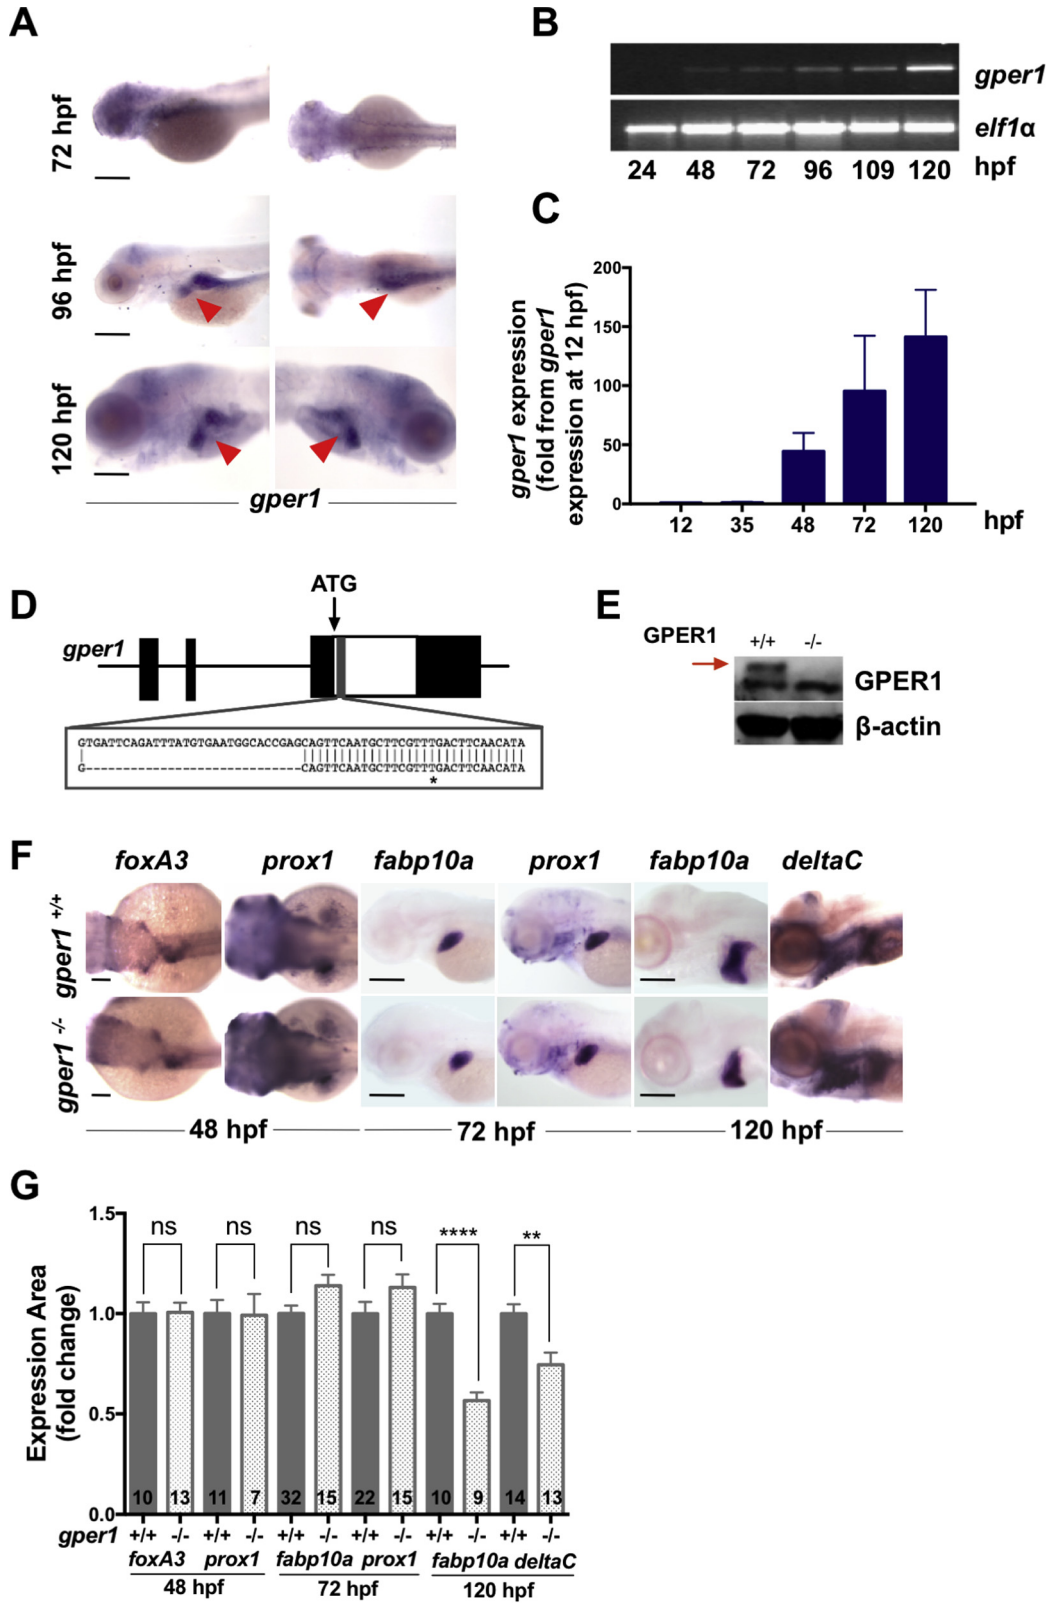 A
72 hpf
96 hpf
120 hpf
gper1
B
gper1
elf1α
24 48 72 96 109 120 hpf
C
gper1 expression
(fold from gper1
expression at 12 hpf)
200
150
100
50
0
12 35 48 72 120 hpf
D
ATG
gper1
GTGATTCAGATTTATGTGAATGGCACCGAGCAGTTCAATGCTTCGTTTGACTTCAACATA
G-----------------------------CAGTTCAATGCTTCGTTTGACTTCAACATA
*
E
GPER1 +/+ -/-
GPER1
β-actin
F
foxA3 prox1 fabp10a prox1 fabp10a deltaC
gper1 +/+
gper1 -/-
48 hpf 72 hpf 120 hpf
G
Expression Area
(fold change)
1.5
1.0
0.5
0.0
ns ns ns ns **** **
10 13 11 7 32 15 22 15 10 9 14 13
gper1 +/+ -/- +/+ -/- +/+ -/- +/+ -/- +/+ -/- +/+ -/-
foxA3 prox1 fabp10a prox1 fabp10a deltaC
48 hpf 72 hpf 120 hpf